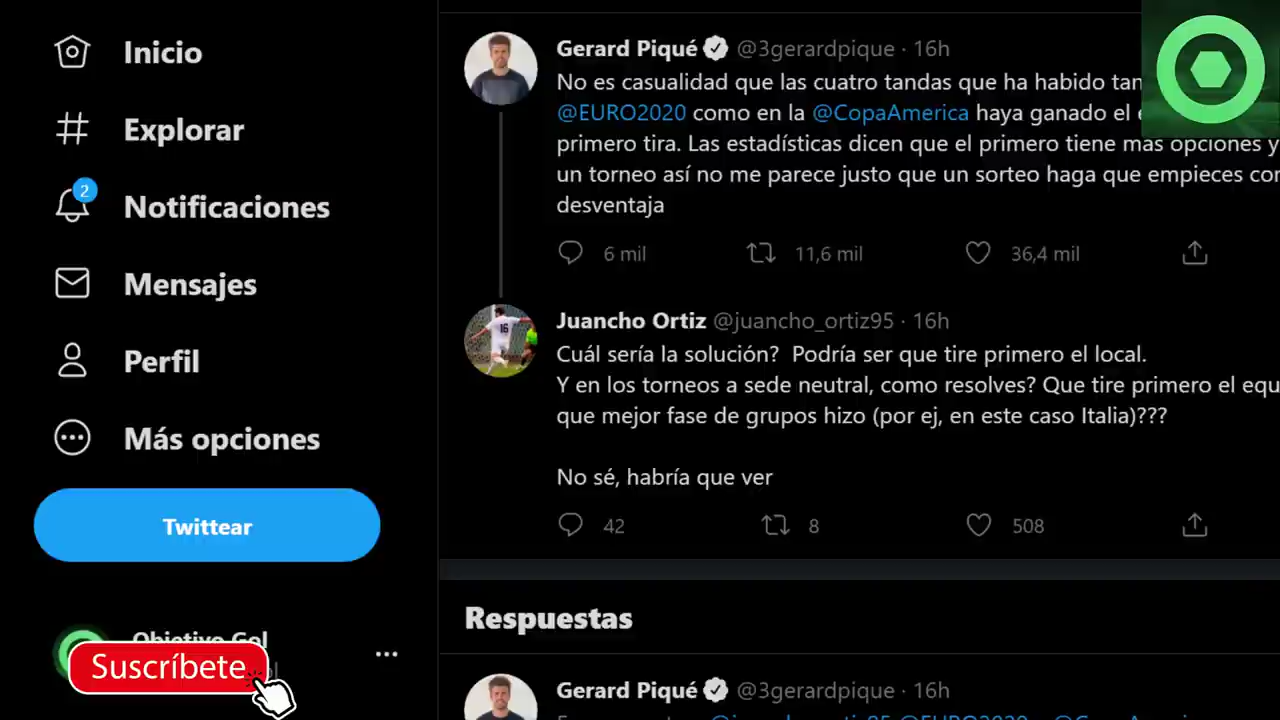 Inicio
Explorar
2
Notificaciones
Mensajes
Perfil
Más opciones
Twittear
Objetivo Gol
Suscríbete
Gerard Piqué @3gerardpique · 16h
No es casualidad que las cuatro tandas que ha habido
@EURO2020 como en la @CopaAmerica haya ganado el
primero tira. Las estadísticas dicen que el primero tiene más opciones y
un torneo así no me parece justo que un sorteo haga que empieces
desventaja
6 mil 11,6 mil 36,4 mil
Juancho Ortiz @juancho_ortiz95 · 16h
Cuál sería la solución? Podría ser que tire primero el local.
Y en los torneos a sede neutral, como resolves? Que tire primero el
que mejor fase de grupos hizo (por ej, en este caso Italia)???
No sé, habría que ver
42 8 508
Respuestas
Gerard Piqué @3gerardpique · 16h